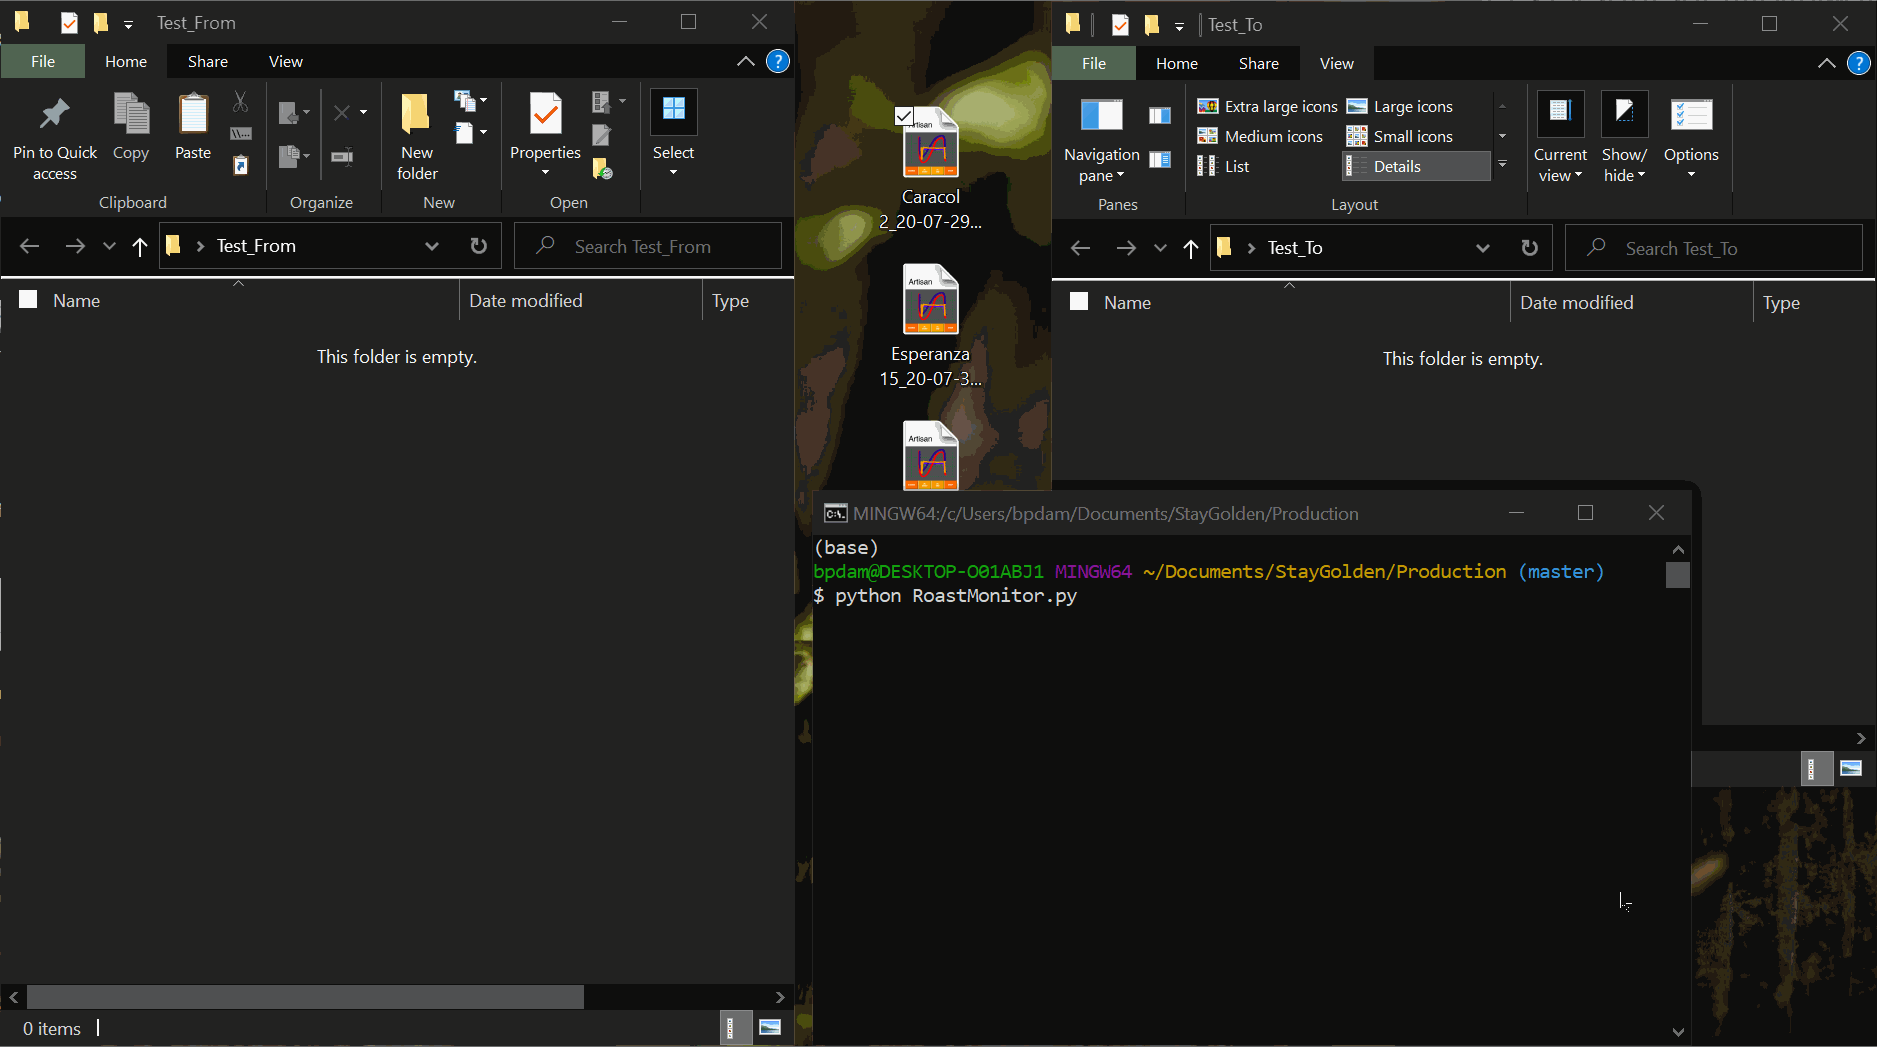 Test_From
File Home Share View
Pin to Quick access
Copy
Paste
Clipboard
Organize
New folder
New
Properties
Open
Select
Test_From
Search Test_From
Name
Date modified
Type
This folder is empty.
0 items
Artisan
Caracol
2_20-07-29...
Artisan
Esperanza
15_20-07-3...
Artisan
Test_To
File Home Share View
Navigation pane
Panes
Extra large icons
Large icons
Medium icons
Small icons
List
Details
Layout
Current view
Show/ hide
Options
Test_To
Search Test_To
Name
Date modified
Type
This folder is empty.
MINGW64:/c/Users/bpdam/Documents/StayGolden/Production
(base)
bpdam@DESKTOP-O01ABJ1 MINGW64 ~/Documents/StayGolden/Production (master)
$ python RoastMonitor.py